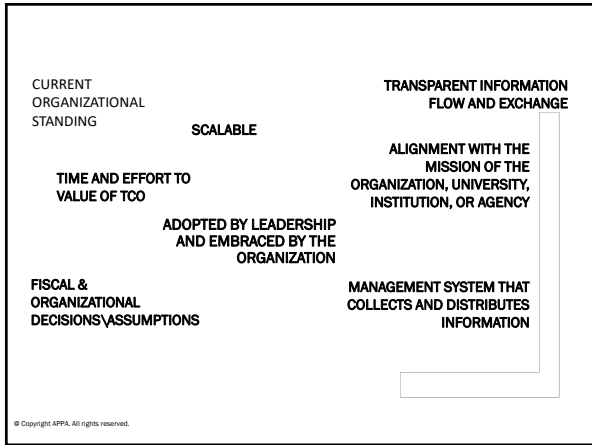 CURRENT
ORGANIZATIONAL
STANDING
TRANSPARENT INFORMATION
FLOW AND EXCHANGE
SCALABLE
ALIGNMENT WITH THE
MISSION OF THE
ORGANIZATION, UNIVERSITY,
INSTITUTION, OR AGENCY
TIME AND EFFORT TO
VALUE OF TCO
ADOPTED BY LEADERSHIP
AND EMBRACED BY THE
ORGANIZATION
FISCAL &
ORGANIZATIONAL
DECISIONS\ASSUMPTIONS
MANAGEMENT SYSTEM THAT
COLLECTS AND DISTRIBUTES
INFORMATION
© Copyright APPA. All rights reserved.